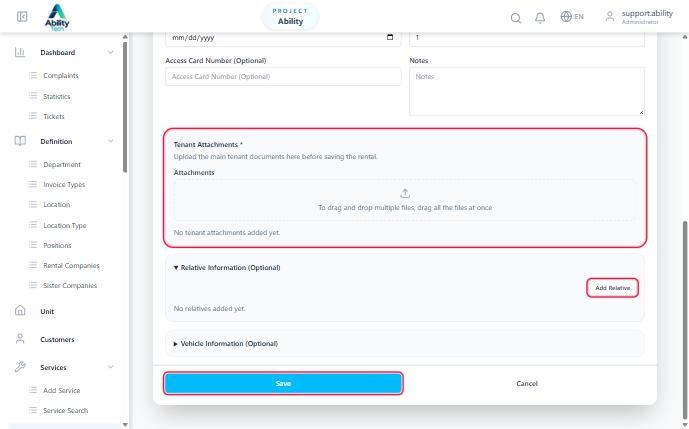 Ability
Tech
PROJECT
Ability
EN
support.ability
Administrator
Dashboard
Complaints
Statistics
Tickets
Definition
Department
Invoice Types
Location
Location Type
Positions
Rental Companies
Sister Companies
Unit
Customers
Services
Add Service
Service Search
mm/dd/yyyy
1
Access Card Number (Optional)
Notes
Access Card Number (Optional)
Notes
Tenant Attachments *
Upload the main tenant documents here before saving the rental.
Attachments
To drag and drop multiple files, drag all the files at once
No tenant attachments added yet.
Relative Information (Optional)
Add Relative
No relatives added yet.
Vehicle Information (Optional)
Save
Cancel